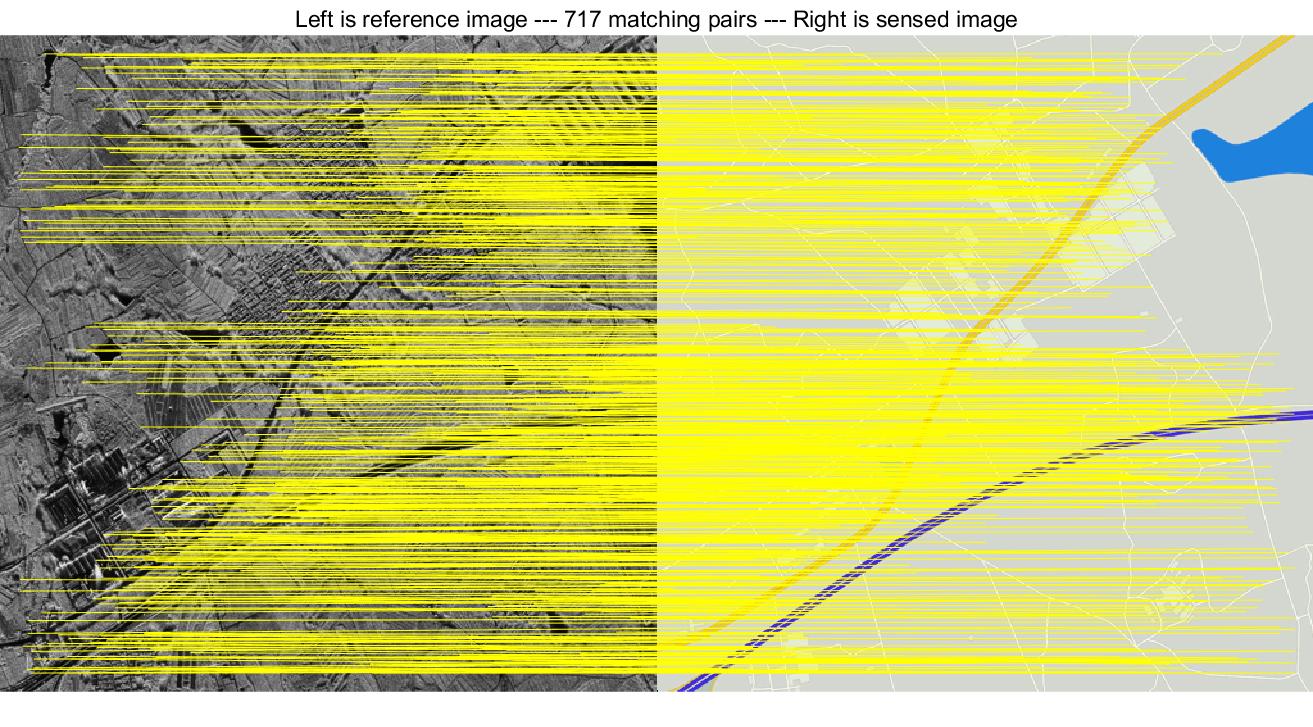 Left is reference image --- 717 matching pairs --- Right is sensed image